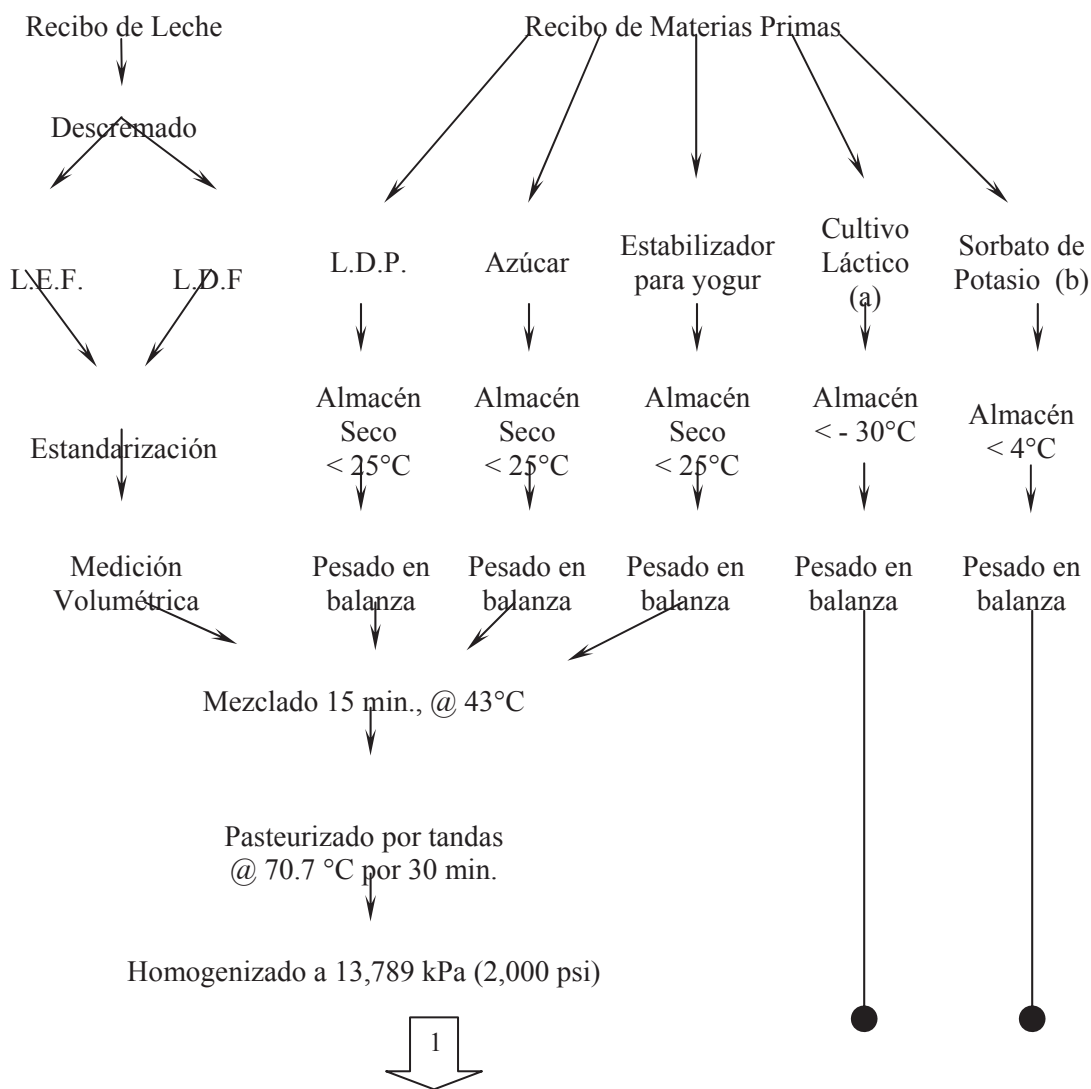 Recibo de Leche
Recibo de Materias Primas
Descremado
L.E.F.
L.D.F
L.D.P.
Azúcar
Estabilizador
para yogur
Cultivo
Láctico
(a)
Sorbato de
Potasio (b)
Estandarización
Almacén
Seco
< 25°C
Almacén
Seco
< 25°C
Almacén
Seco
< 25°C
Almacén
< - 30°C
Almacén
< 4°C
Medición
Volumétrica
Pesado en
balanza
Pesado en
balanza
Pesado en
balanza
Pesado en
balanza
Pesado en
balanza
Mezclado 15 min., @ 43°C
Pasteurizado por tandas
@ 70.7 °C por 30 min.
Homogenizado a 13,789 kPa (2,000 psi)
1